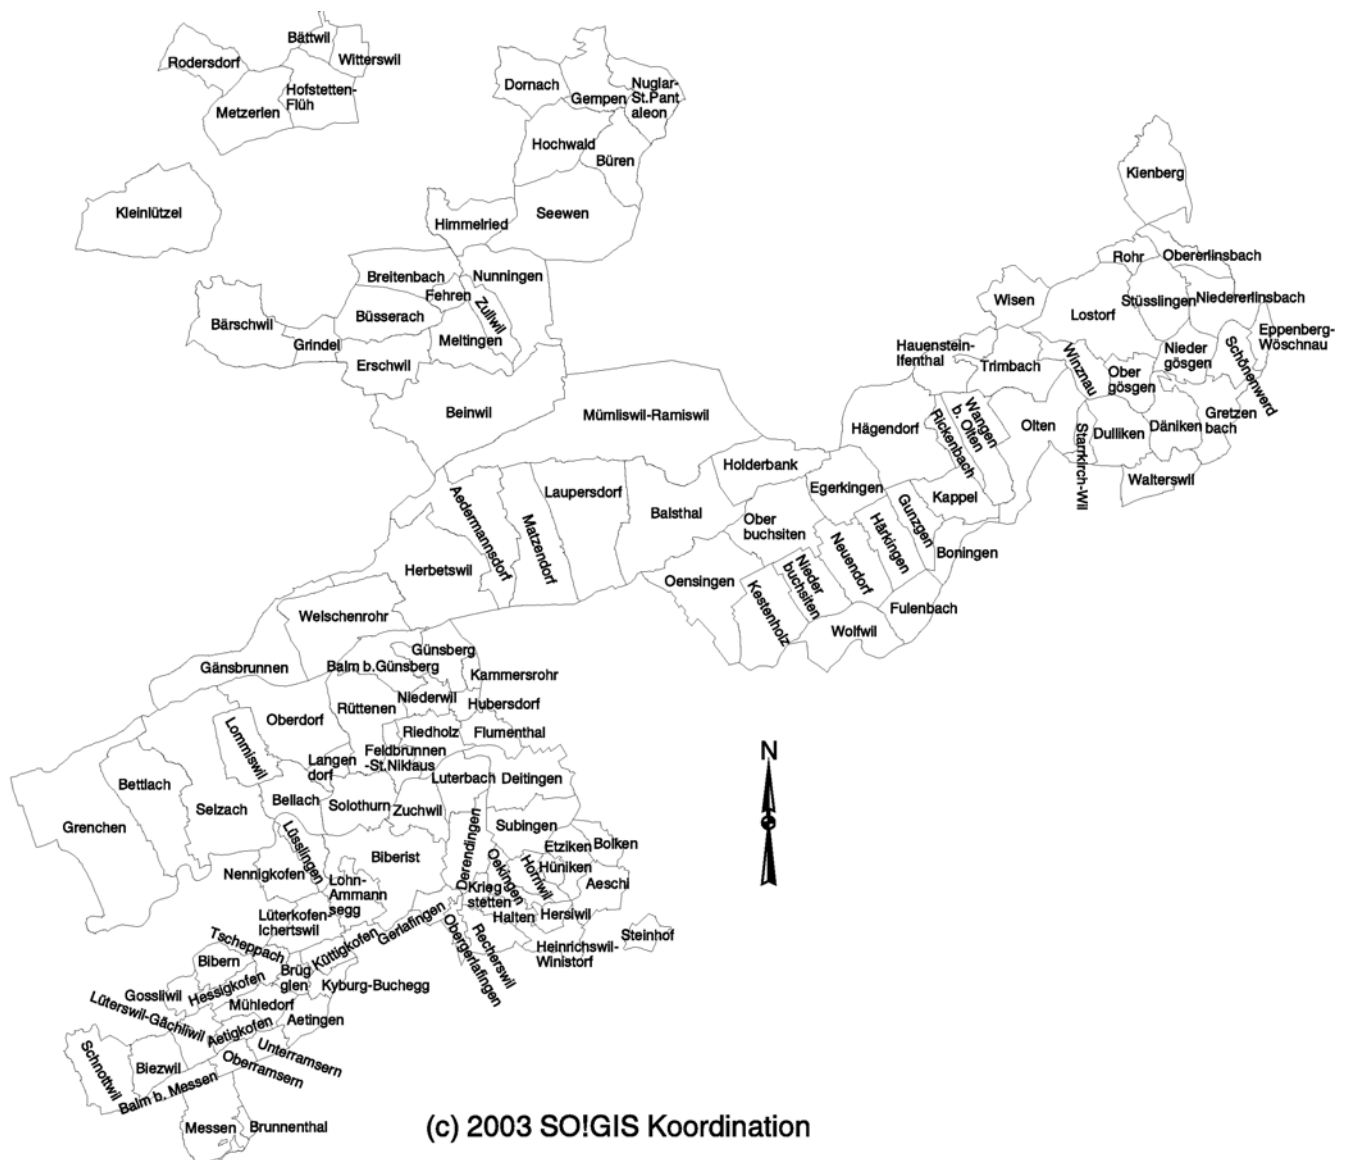 Bättwil
Rodersdorf
Witterswil
Hofstetten-
Flüh
Metzerlen
Dornach
Gempen
Nuglar-
St.Pant
aleon
Hochwald
Büren
Kienberg
Kleinlützel
Himmelried
Seewen
Rohr
Obererlinsbach
Breitenbach
Nunningen
Fehren
Zullwil
Wisen
Lostorf
Stüsslingen
Niedererlinsbach
Bärschwil
Büsserach
Grindel
Meltingen
Erschwil
Hauenstein-
Ifenthal
Trimbach
Winznau
Ober
gösgen
Nieder
gösgen
Schönenwerd
Eppenberg-
Wöschnau
Beinwil
Mümliswil-Ramiswil
Hägendorf
Rickenbach
Wangen
b. Olten
Olten
Starrkirch-Wil
Dulliken
Däniken
Gretzen
bach
Holderbank
Egerkingen
Kappel
Walterswil
Aedermannsdorf
Matzendorf
Laupersdorf
Balsthal
Ober
buchsiten
Gunzgen
Härkingen
Neuendorf
Boningen
Herbetswil
Oensingen
Kestenholz
Nieder
buchsiten
Fulenbach
Wolfwil
Welschenrohr
Gänsbrunnen
Balm b.Günsberg
Günsberg
Kammersrohr
Niederwil
Hubersdorf
Rüttenen
Oberdorf
Lommiswil
Riedholz
Flumenthal
Langen
dorf
Feldbrunnen
-St.Niklaus
Luterbach
Deitingen
Bettlach
Grenchen
Selzach
Bellach
Solothurn
Zuchwil
Lüsslingen
Biberist
Derendingen
Subingen
Etziken
Bolken
Oekingen
Horriwil
Hüniken
Aeschi
Nennigkofen
Lohn-
Ammann
segg
Krieg
stetten
Halten
Hersiwil
Lüterkofen-
Ichertswil
Gerlafingen
Obergerlafingen
Recherswil
Heinrichswil-
Winistorf
Steinhof
Tscheppach
Küttigkofen
Bibern
Brüg
glen
Kyburg-Buchegg
Gossliwil
Hessigkofen
Mühledorf
Lüterswil-Gächliwil
Aetigkofen
Aetingen
Unterramsern
Oberramsern
Schnottwil
Biezwil
Balm b. Messen
Messen
Brunnenthal
N
(c) 2003 SO!GIS Koordination